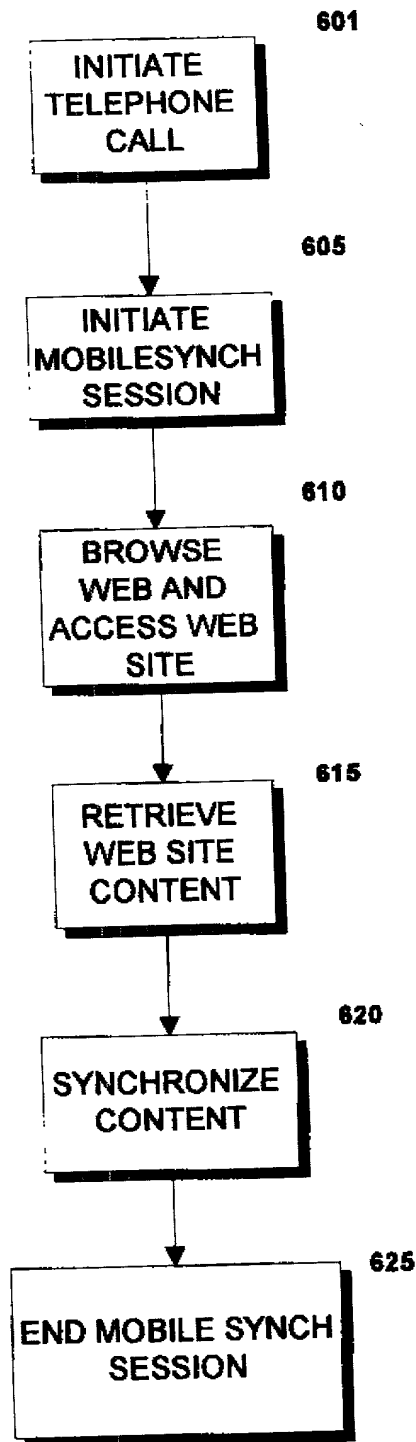 601
INITIATE
TELEPHONE
CALL
605
INITIATE
MOBILESYNCH
SESSION
610
BROWSE
WEB AND
ACCESS WEB
SITE
615
RETRIEVE
WEB SITE
CONTENT
620
SYNCHRONIZE
CONTENT
625
END MOBILE SYNCH
SESSION